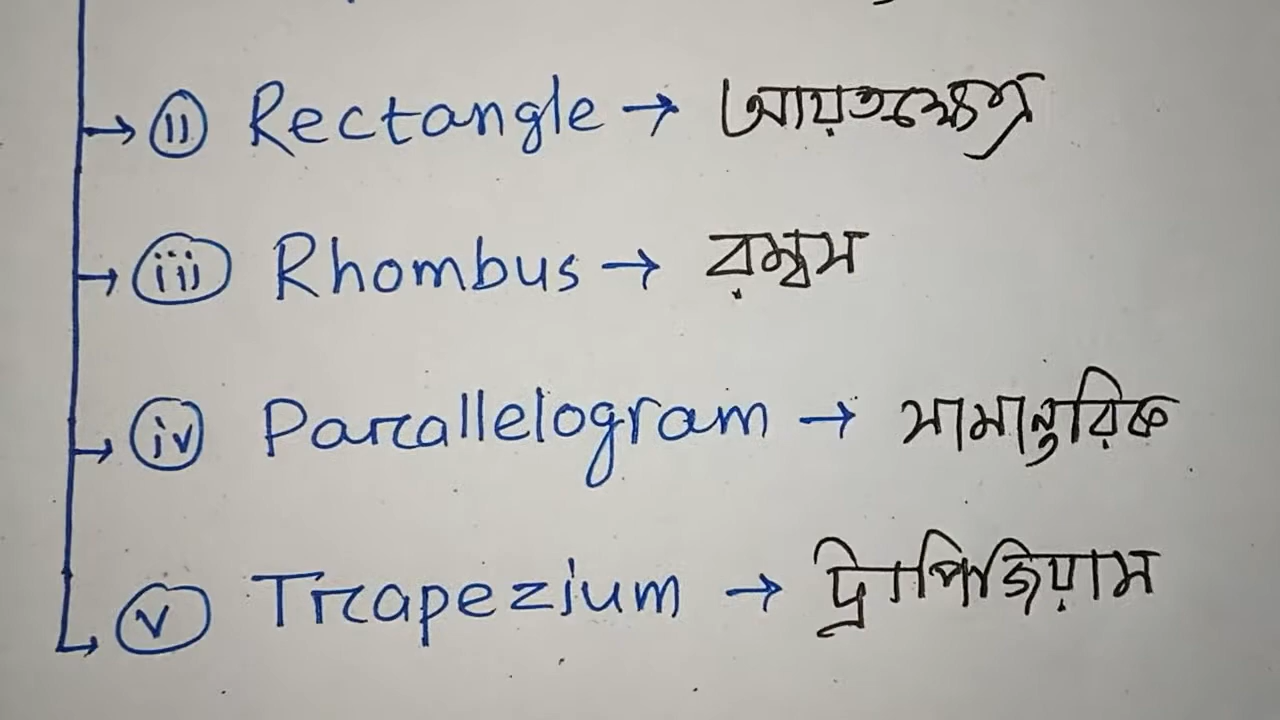 (ii) Rectangle → আয়তক্ষেত্র
(iii) Rhombus → রম্বস
(iv) Parallelogram → সামান্তরিক
(v) Trapezium → ট্রাপিজিয়াম